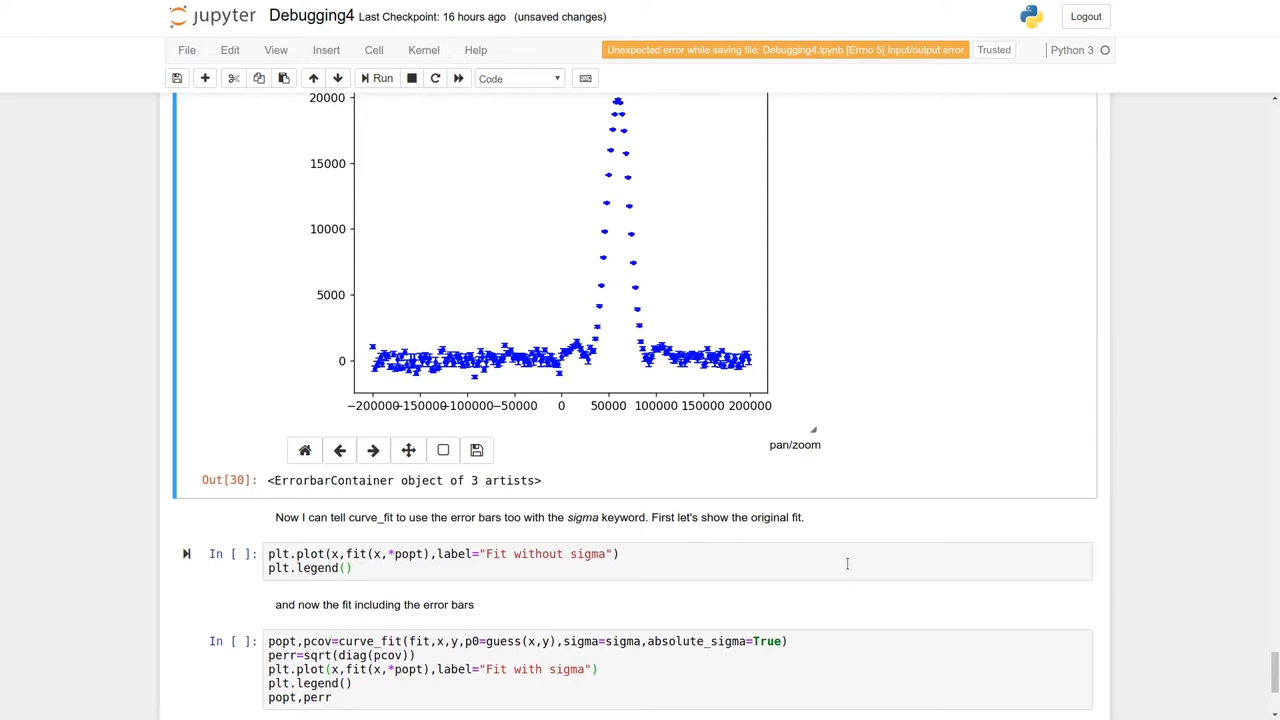 jupyter Debugging4 Last Checkpoint: 16 hours ago (unsaved changes)
Logout
File Edit View Insert Cell Kernel Help
Unexpected error while saving file: Debugging4.ipynb [Errno 5] Input/output error
Trusted
Python 3
Run
Code
20000
15000
10000
5000
0
−200000 −150000 −100000 −50000 0 50000 100000 150000 200000
pan/zoom
Out[30]: <ErrorbarContainer object of 3 artists>
Now I can tell curve_fit to use the error bars too with the sigma keyword. First let's show the original fit.
In [ ]: plt.plot(x,fit(x,*popt),label="Fit without sigma")
plt.legend()
and now the fit including the error bars
In [ ]: popt,pcov=curve_fit(fit,x,y,p0=guess(x,y),sigma=sigma,absolute_sigma=True)
perr=sqrt(diag(pcov))
plt.plot(x,fit(x,*popt),label="Fit with sigma")
plt.legend()
popt,perr